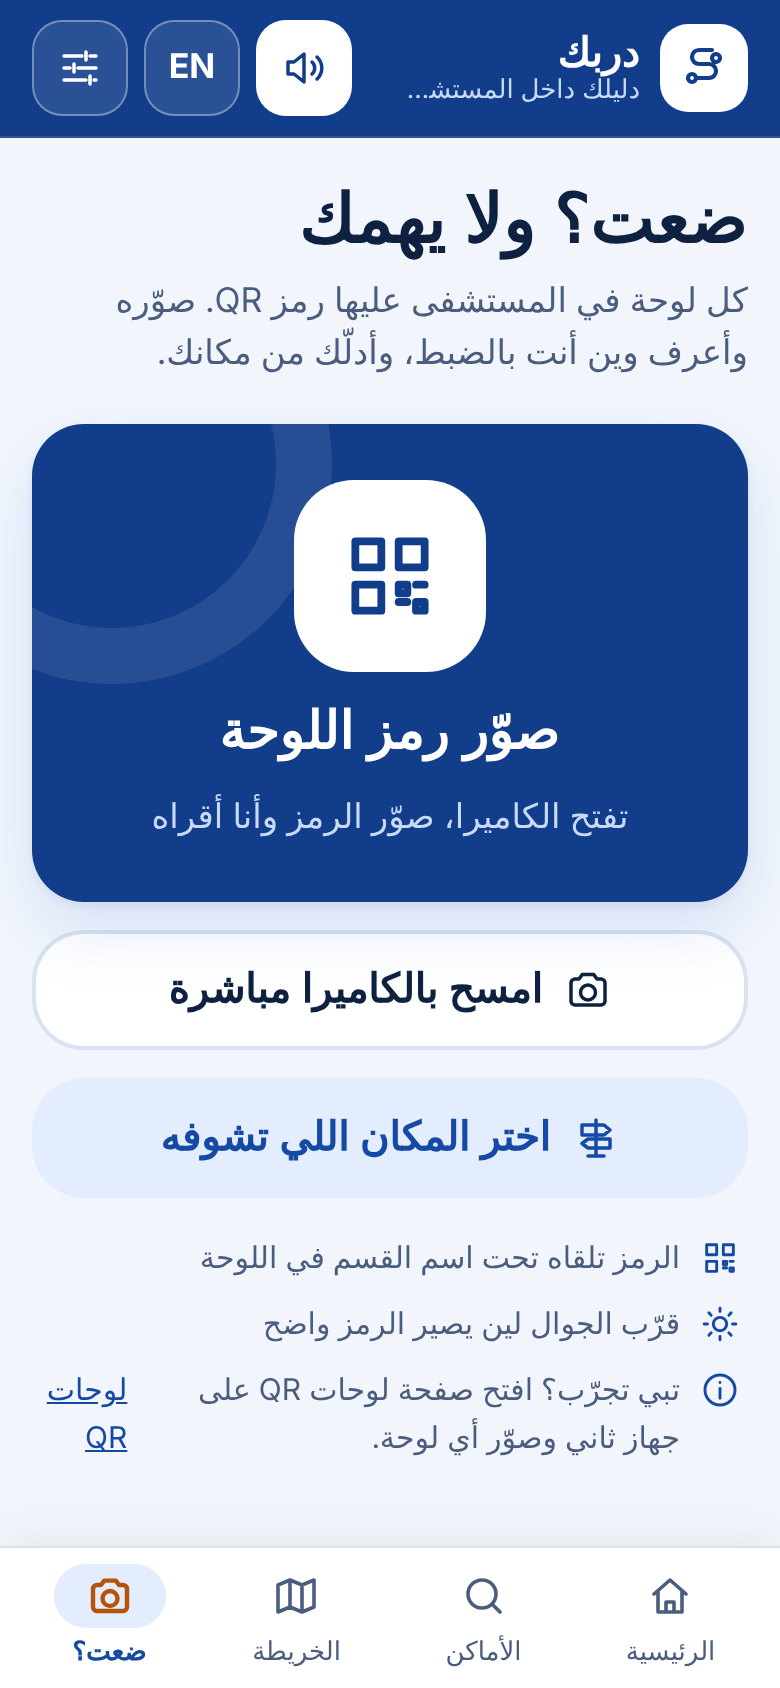 دربك
دليلك داخل المستشـ...
EN
ضعت؟ ولا يهمك
كل لوحة في المستشفى عليها رمز QR. صوّره
وأعرف وين أنت بالضبط، وأدلّك من مكانك.
صوّر رمز اللوحة
تفتح الكاميرا، صوّر الرمز وأنا أقراه
امسح بالكاميرا مباشرة
اختر المكان اللي تشوفه
الرمز تلقاه تحت اسم القسم في اللوحة
قرّب الجوال لين يصير الرمز واضح
تبي تجرّب؟ افتح صفحة لوحات QR على
جهاز ثاني وصوّر أي لوحة.
لوحات
QR
الرئيسية
الأماكن
الخريطة
ضعت؟